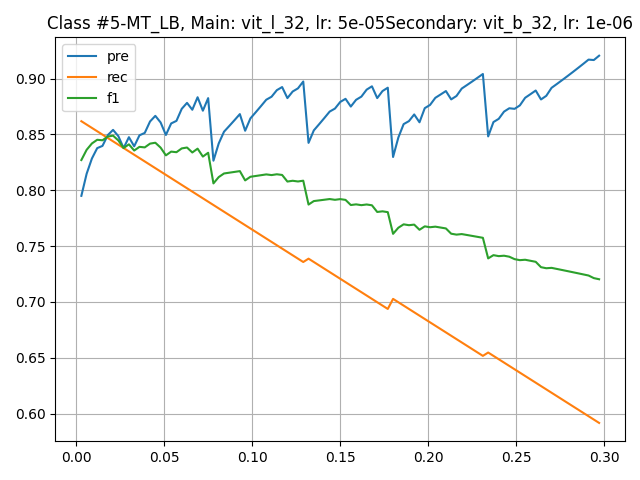 Class #5-MT_LB, Main: vit_l_32, lr: 5e-05Secondary: vit_b_32, lr: 1e-06
pre
rec
f1
0.90
0.85
0.80
0.75
0.70
0.65
0.60
0.00 0.05 0.10 0.15 0.20 0.25 0.30